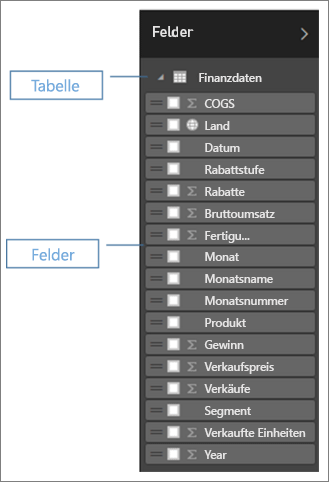 Felder
Tabelle
Finanzdaten
COGS
Land
Datum
Rabattstufe
Rabatte
Bruttoumsatz
Fertigu...
Felder
Monat
Monatsname
Monatsnummer
Produkt
Gewinn
Verkaufspreis
Verkäufe
Segment
Verkaufte Einheiten
Year